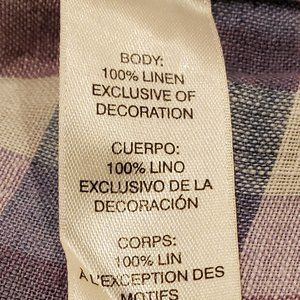 BODY:
100% LINEN
EXCLUSIVE OF
DECORATION
CUERPO:
100% LINO
EXCLUSIVO DE LA
DECORACIÓN
CORPS:
100% LIN
A L'EXCEPTION DES
MOTIFS